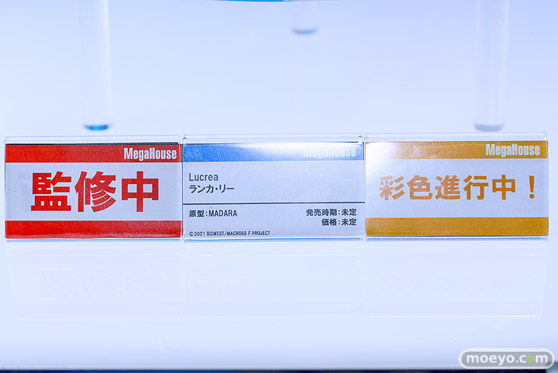 MegaHouse
監修中
MegaHouse
Lucrea
ランカ・リー
原型:MADARA
発売時期:未定
価格:未定
©2021 BIGWEST/MACROSS F PROJECT
MegaHouse
彩色進行中!
moeyo.com